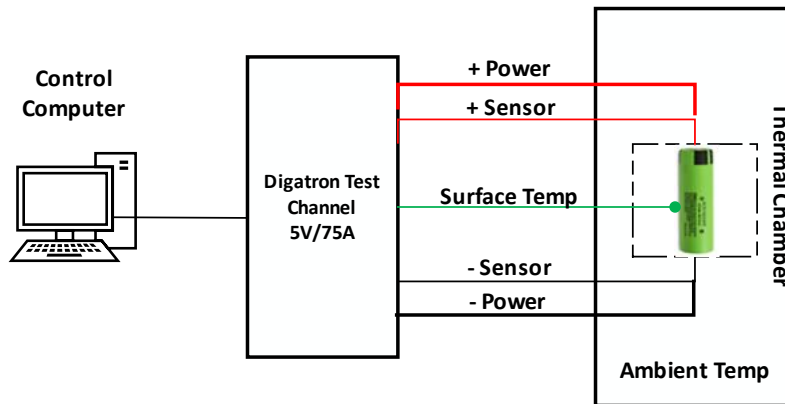 Control
Computer
Digatron Test
Channel
5V/75A
+ Power
+ Sensor
Surface Temp
- Sensor
- Power
Thermal Chamber
Ambient Temp